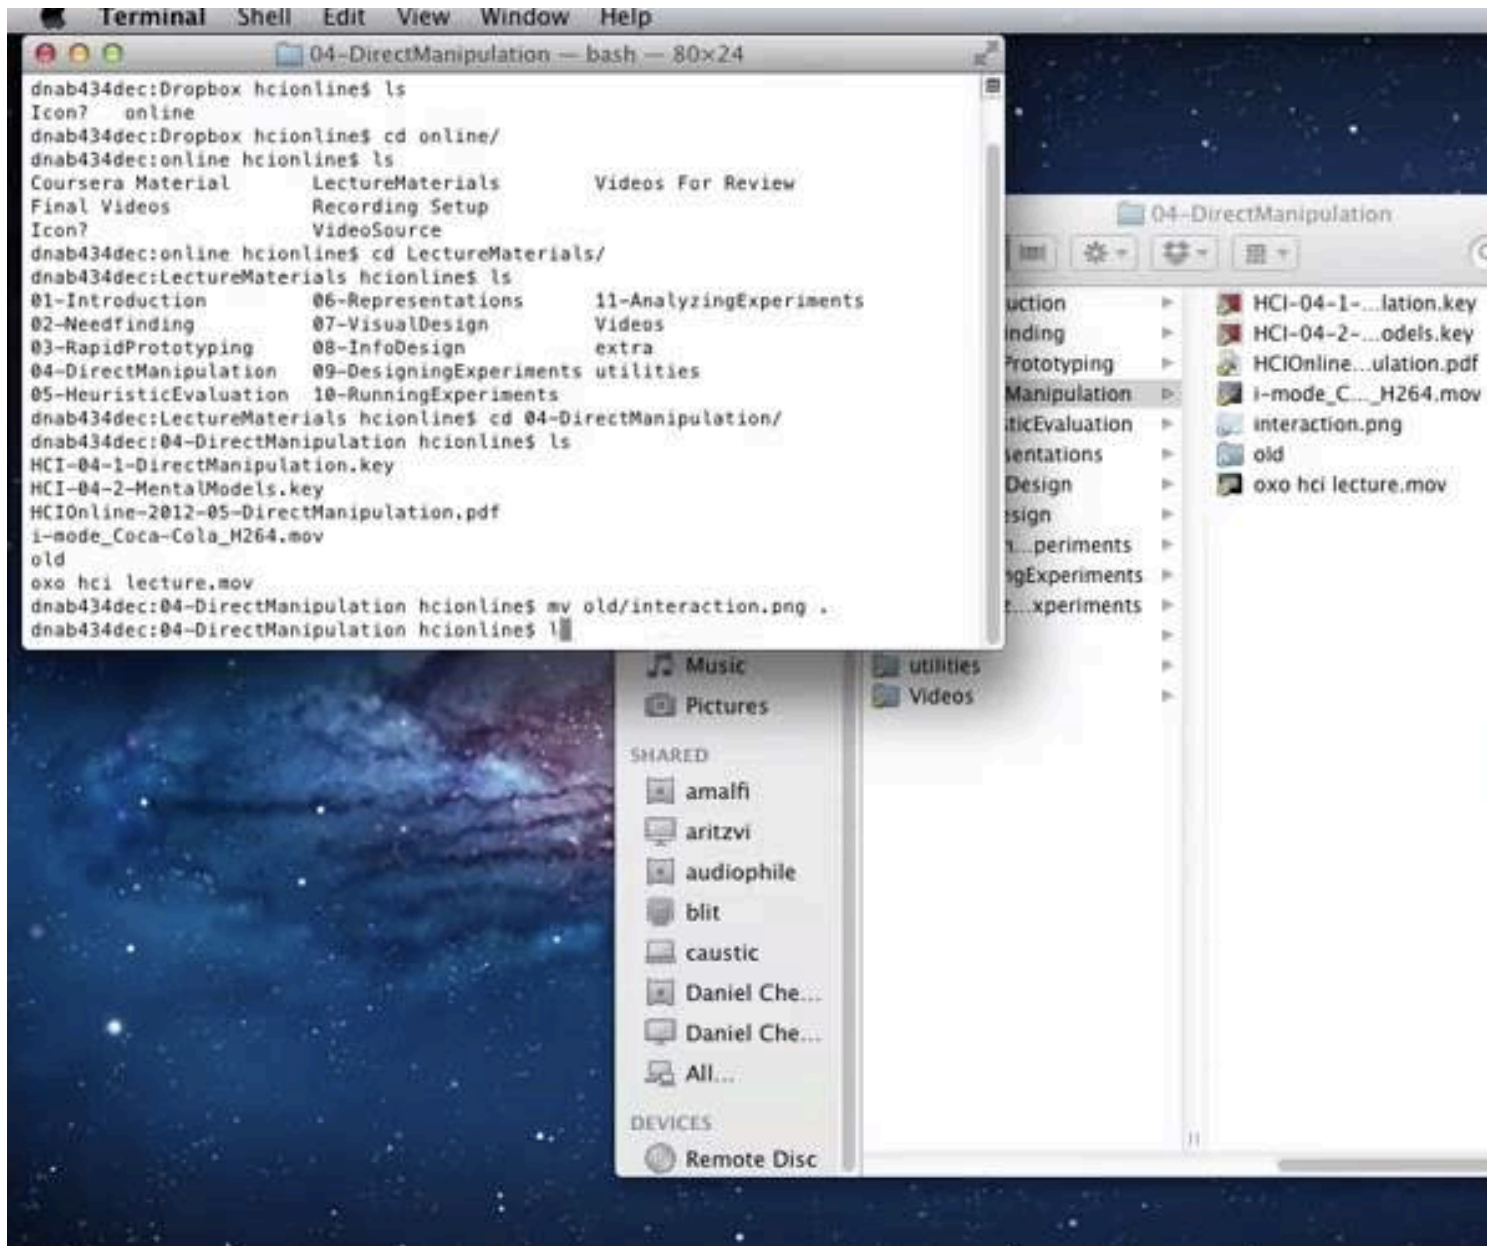 Terminal Shell Edit View Window Help
04-DirectManipulation — bash — 80×24
dnab434dec:Dropbox hcionline$ ls
Icon? online
dnab434dec:Dropbox hcionline$ cd online/
dnab434dec:online hcionline$ ls
Coursera Material LectureMaterials Videos For Review
Final Videos Recording Setup
Icon? VideoSource
dnab434dec:online hcionline$ cd LectureMaterials/
dnab434dec:LectureMaterials hcionline$ ls
01-Introduction 06-Representations 11-AnalyzingExperiments
02-Needfinding 07-VisualDesign Videos
03-RapidPrototyping 08-InfoDesign extra
04-DirectManipulation 09-DesigningExperiments utilities
05-HeuristicEvaluation 10-RunningExperiments
dnab434dec:LectureMaterials hcionline$ cd 04-DirectManipulation/
dnab434dec:04-DirectManipulation hcionline$ ls
HCI-04-1-DirectManipulation.key
HCI-04-2-MentalModels.key
HCIOnline-2012-05-DirectManipulation.pdf
i-mode_Coca-Cola_H264.mov
old
oxo hci lecture.mov
dnab434dec:04-DirectManipulation hcionline$ mv old/interaction.png .
dnab434dec:04-DirectManipulation hcionline$ l
04-DirectManipulation
uction
inding
Prototyping
Manipulation
ticEvaluation
sentations
Design
esign
...periments
ngExperiments
...xperiments
utilities
Videos
HCI-04-1-...lation.key
HCI-04-2-...odels.key
HCIOnline...ulation.pdf
i-mode_C..._H264.mov
interaction.png
old
oxo hci lecture.mov
Music
Pictures
SHARED
amalfi
aritzvi
audiophile
blit
caustic
Daniel Che...
Daniel Che...
All...
DEVICES
Remote Disc